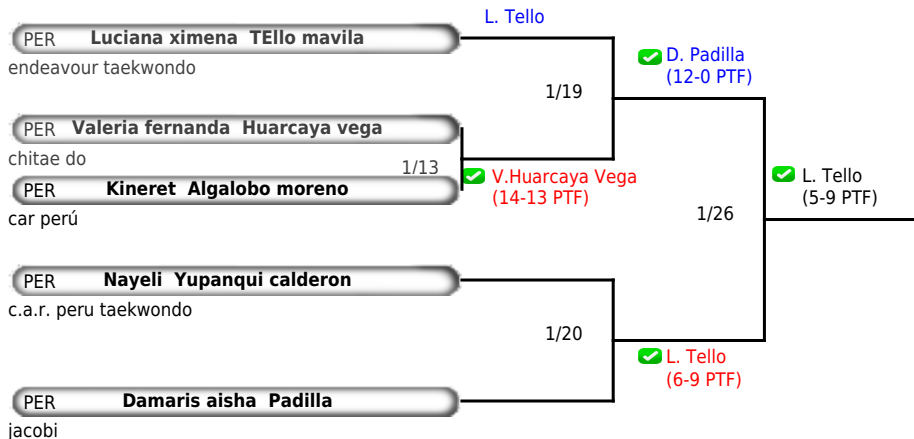 L. Tello
PER Luciana ximena TEllo mavila
endeavour taekwondo
D. Padilla
(12-0 PTF)
1/19
PER Valeria fernanda Huarcaya vega
chitae do
1/13
V.Huarcaya Vega
(14-13 PTF)
PER Kineret Algalobo moreno
car perú
L. Tello
(5-9 PTF)
1/26
PER Nayeli Yupanqui calderon
c.a.r. peru taekwondo
1/20
L. Tello
(6-9 PTF)
PER Damaris aisha Padilla
jacobi